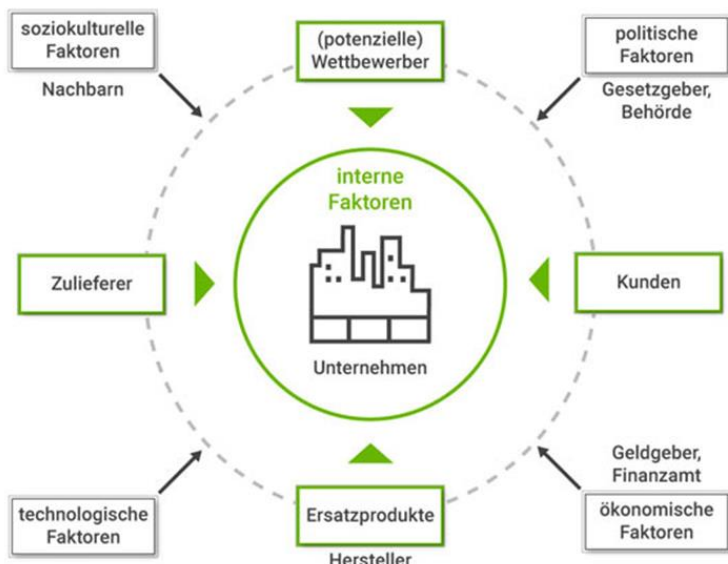 soziokulturelle
Faktoren
Nachbarn
(potenzielle)
Wettbewerber
politische
Faktoren
Gesetzgeber,
Behörde
interne
Faktoren
Zulieferer
Kunden
Unternehmen
technologische
Faktoren
Ersatzprodukte
Hersteller
Geldgeber,
Finanzamt
ökonomische
Faktoren